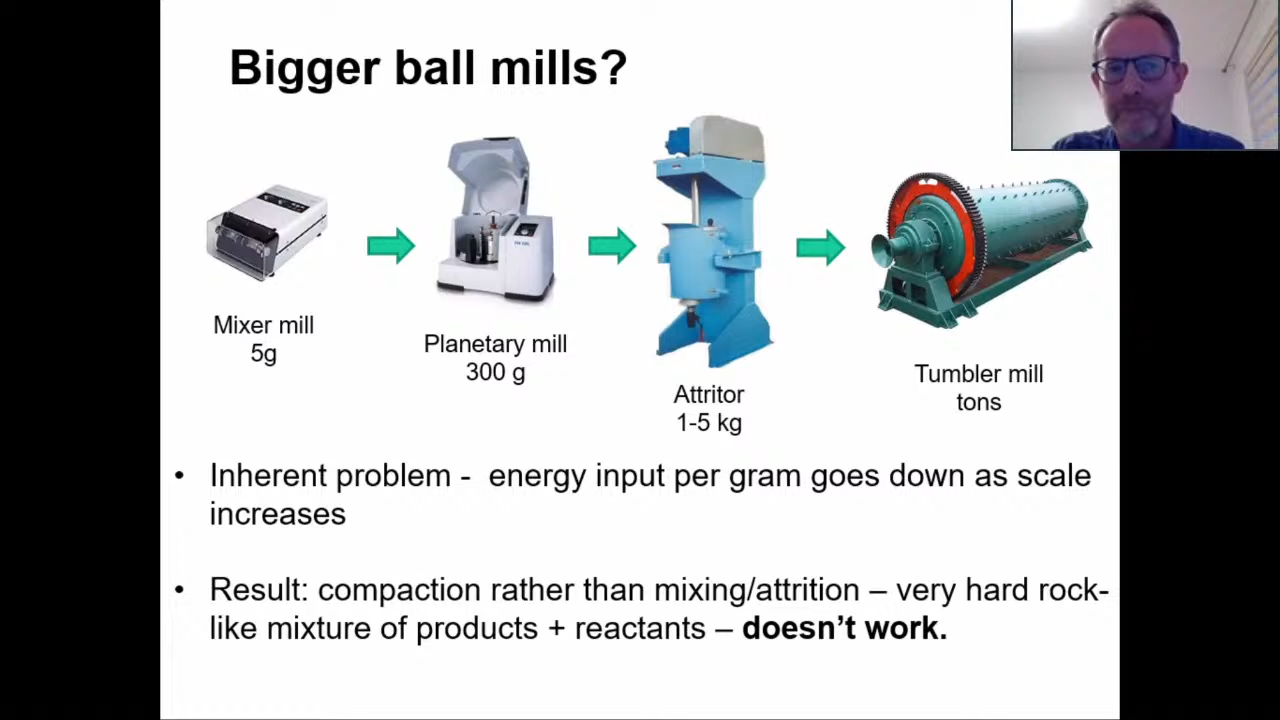 Bigger ball mills?
Mixer mill
5g
Planetary mill
300 g
Attritor
1-5 kg
Tumbler mill
tons
• Inherent problem - energy input per gram goes down as scale
increases
• Result: compaction rather than mixing/attrition – very hard rock-
like mixture of products + reactants – doesn’t work.